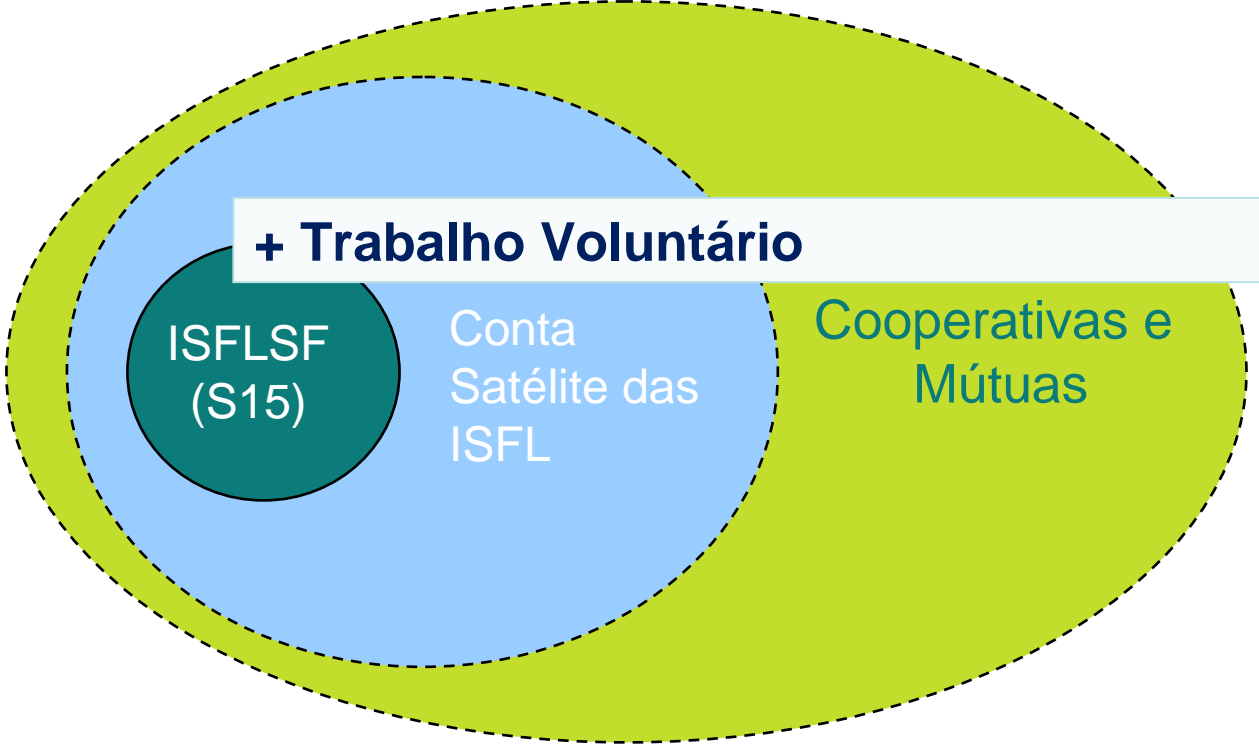 + Trabalho Voluntário
ISFLSF
(S15)
Conta
Satélite das
ISFL
Cooperativas e
Mútuas